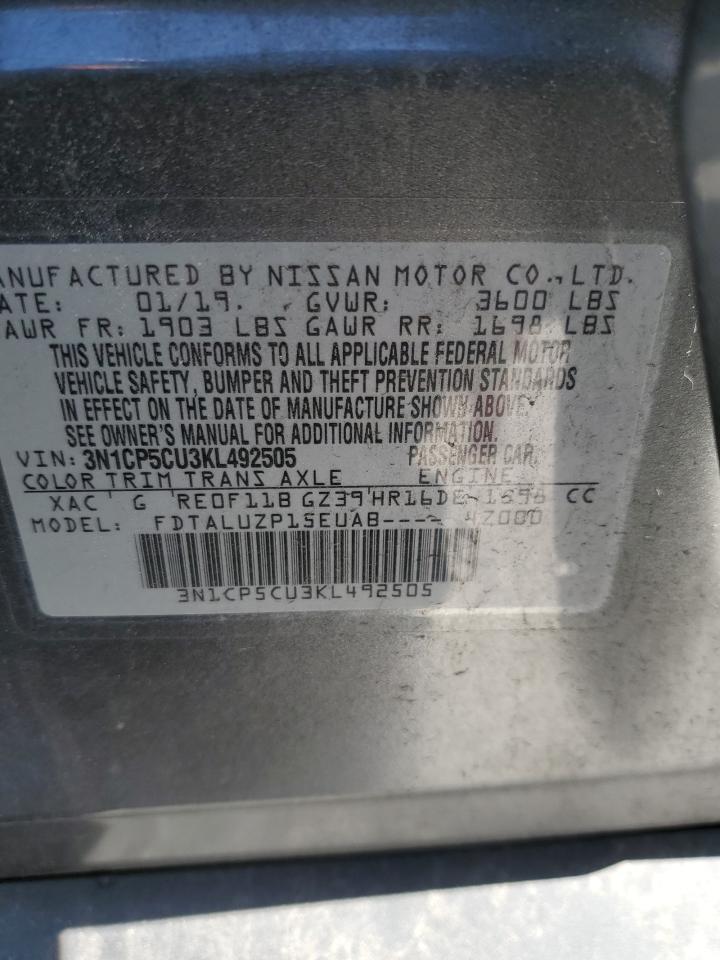 ANUFACTURED BY NISSAN MOTOR CO., LTD.
ATE: 01/19. GVWR: 3600 LBS
AWR FR: 1903 LBS GAWR RR: 1698 LBS
THIS VEHICLE CONFORMS TO ALL APPLICABLE FEDERAL MOTOR
VEHICLE SAFETY, BUMPER AND THEFT PREVENTION STANDARDS
IN EFFECT ON THE DATE OF MANUFACTURE SHOWN ABOVE.
SEE OWNER'S MANUAL FOR ADDITIONAL INFORMATION.
VIN: 3N1CP5CU3KL492505 PASSENGER CAR
COLOR TRIM TRANS AXLE ENGINE
XAC G RE0F11B GZ39 HR16DE 1598 CC
MODEL: FDTALUZP15EUAB---- 4Z000
3N1CP5CU3KL492505